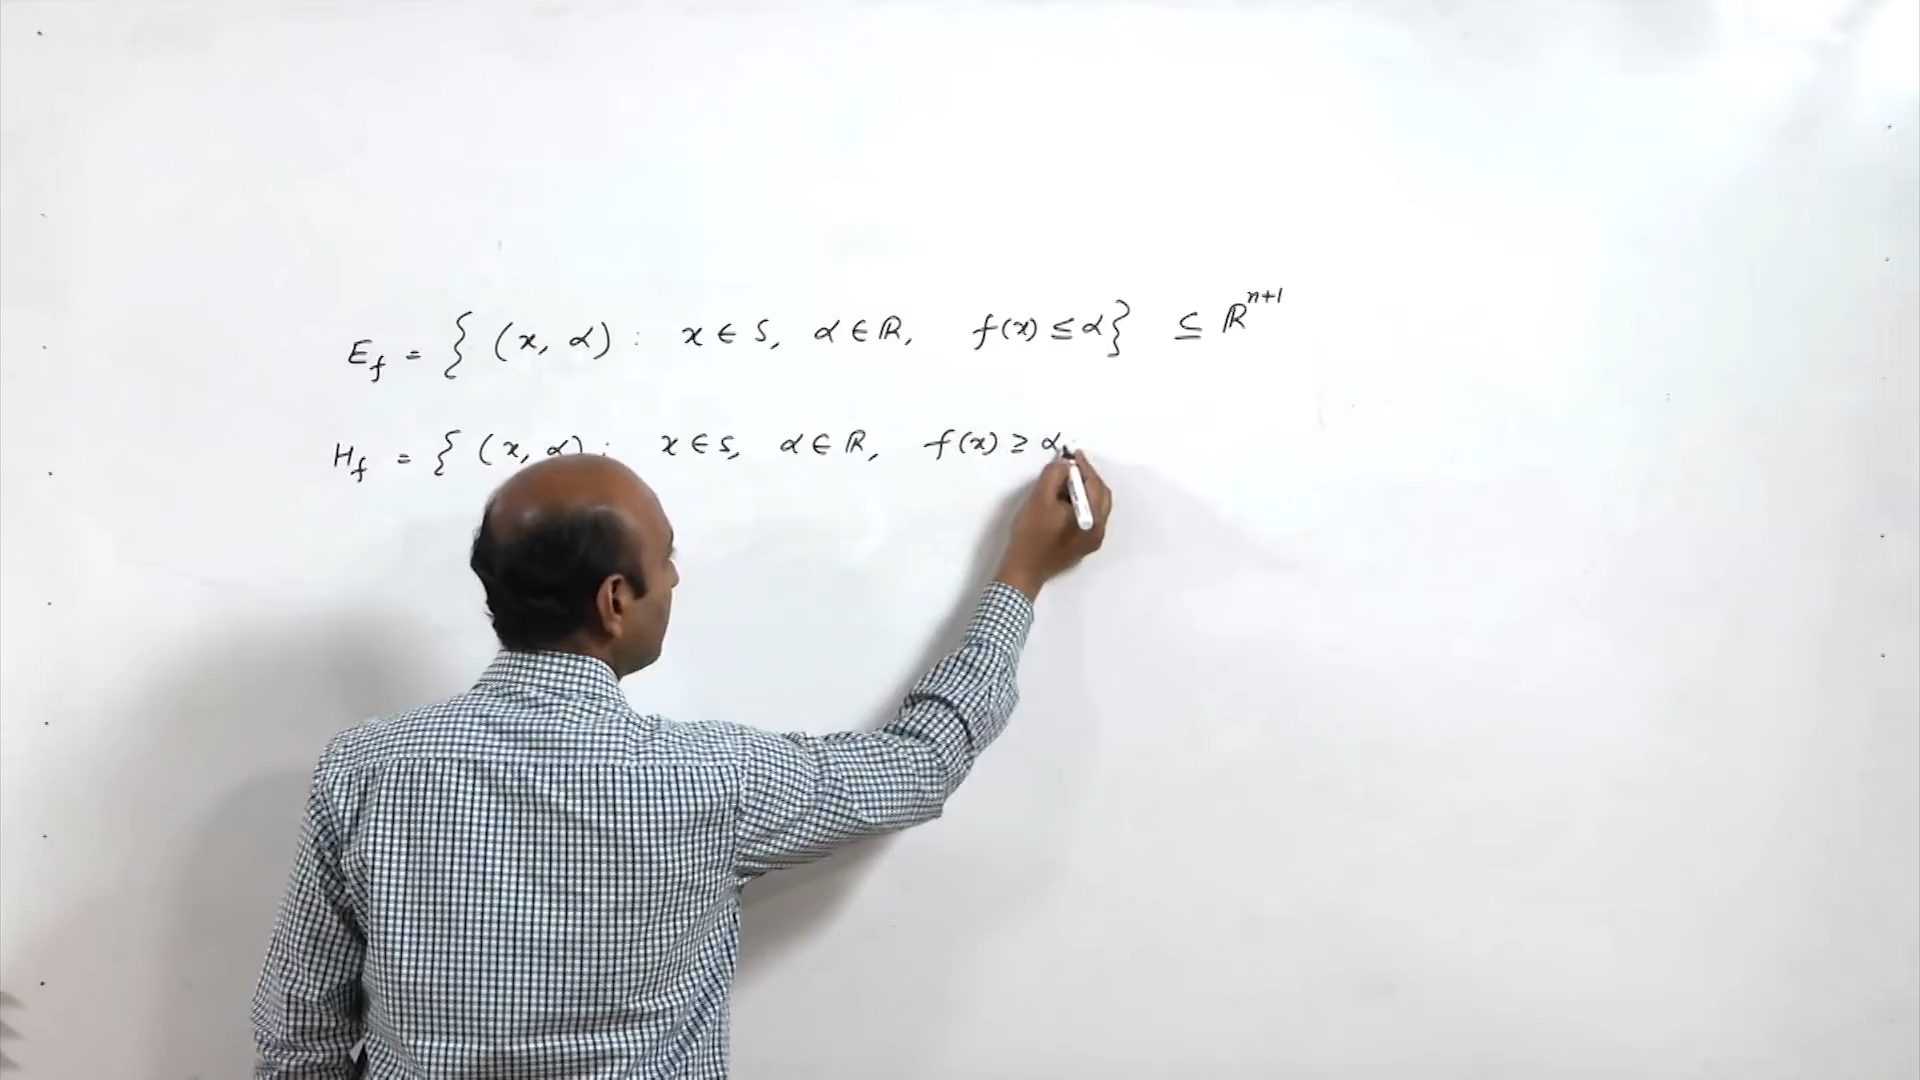 E_f = { (x, α) : x ∈ S, α ∈ ℝ, f(x) ≤ α } ⊆ ℝ^{n+1}
H_f = { (x, α) : x ∈ S, α ∈ ℝ, f(x) ≥ α